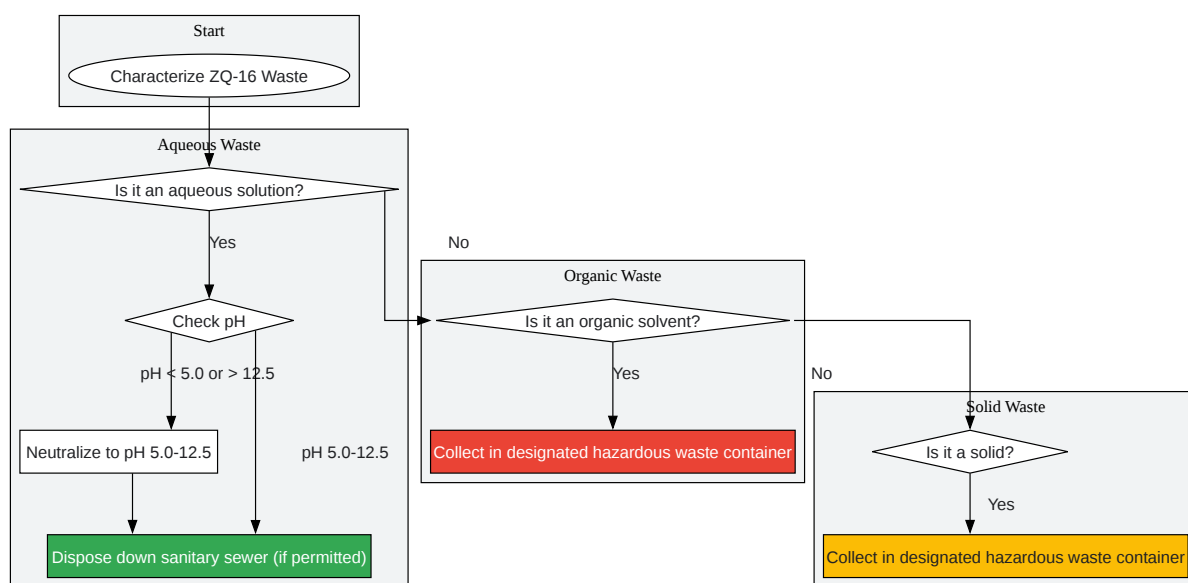 Start
Characterize ZQ-16 Waste
Aqueous Waste
Is it an aqueous solution?
Yes
No
Organic Waste
Check pH
Is it an organic solvent?
pH < 5.0 or > 12.5
Yes
No
Solid Waste
Neutralize to pH 5.0-12.5
pH 5.0-12.5
Collect in designated hazardous waste container
Is it a solid?
Yes
Dispose down sanitary sewer (if permitted)
Collect in designated hazardous waste container